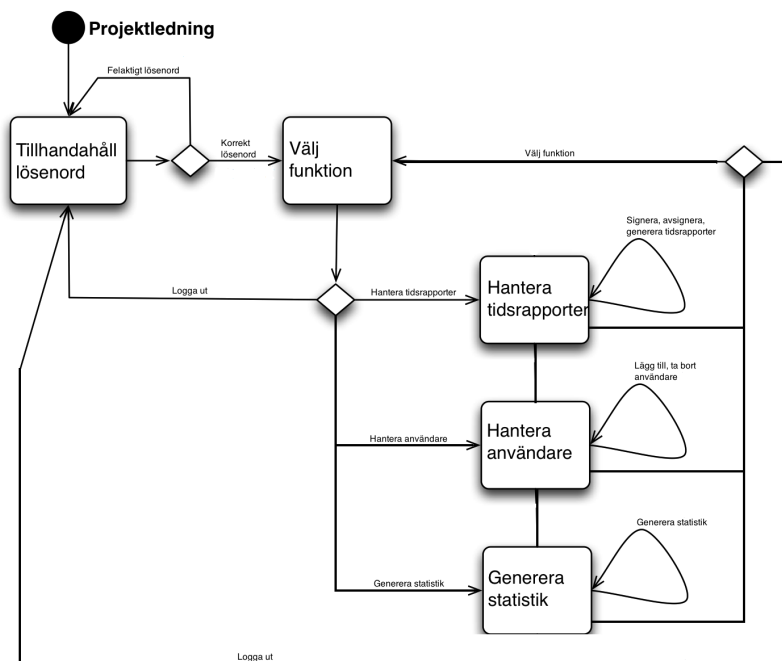 Projektledning
Felaktigt lösenord
Tillhandahåll
lösenord
Korrekt
lösenord
Välj
funktion
Välj funktion
Signera, avsignera,
generera tidsrapporter
Logga ut
Hantera tidsrapporter
Hantera
tidsrapporter
Lägg till, ta bort
användare
Hantera användare
Hantera
användare
Generera statistik
Generera statistik
Generera
statistik
Logga ut